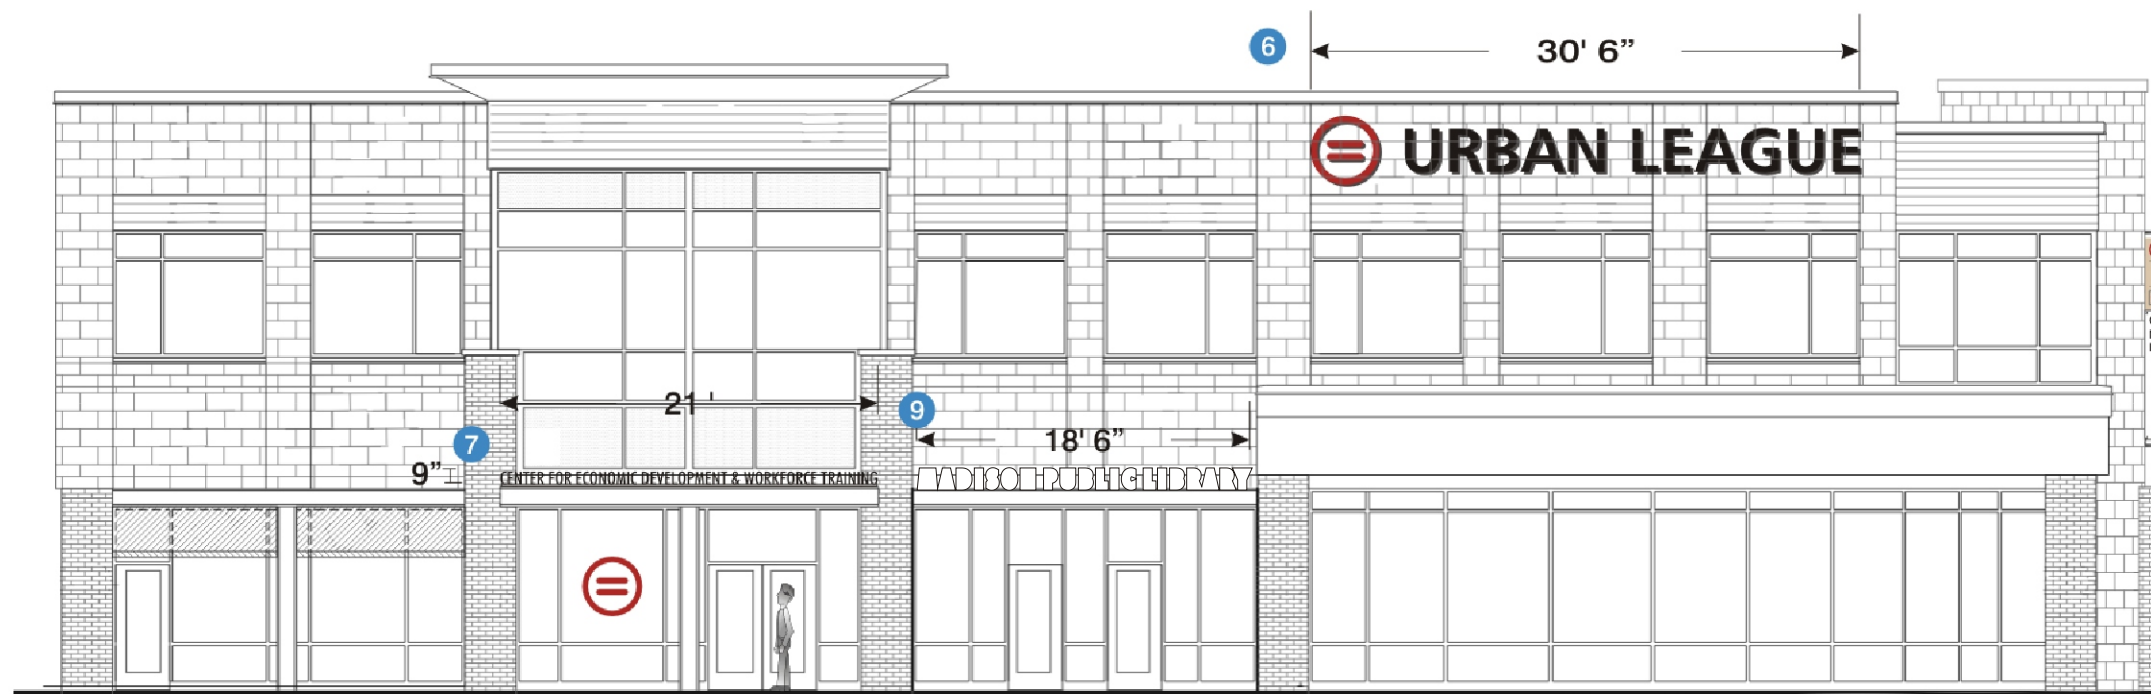 6
30' 6”
URBAN LEAGUE
21 '
9
18' 6”
7
9”
CENTER FOR ECONOMIC DEVELOPMENT & WORKFORCE TRAINING
MADISON PUBLIC LIBRARY